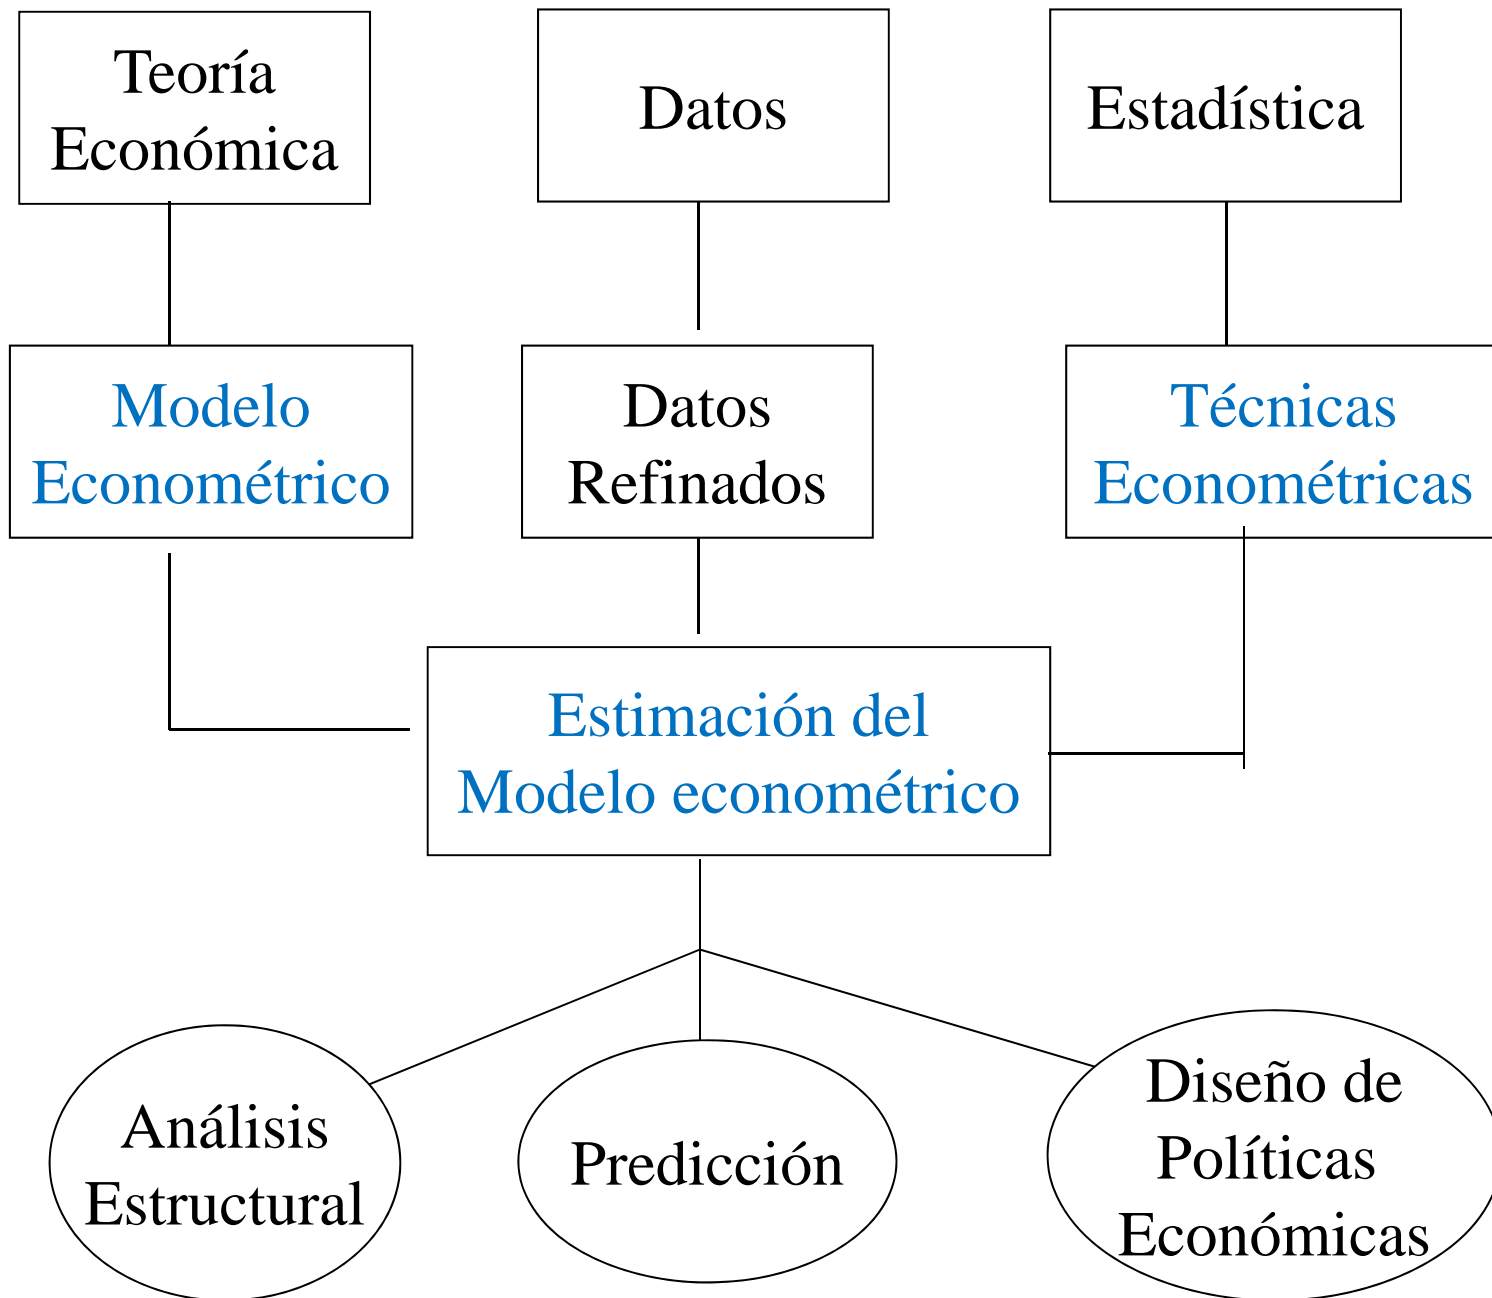 Teoría
Económica
Datos
Estadística
Modelo
Econométrico
Datos
Refinados
Técnicas
Econométricas
Estimación del
Modelo econométrico
Análisis
Estructural
Predicción
Diseño de
Políticas
Económicas